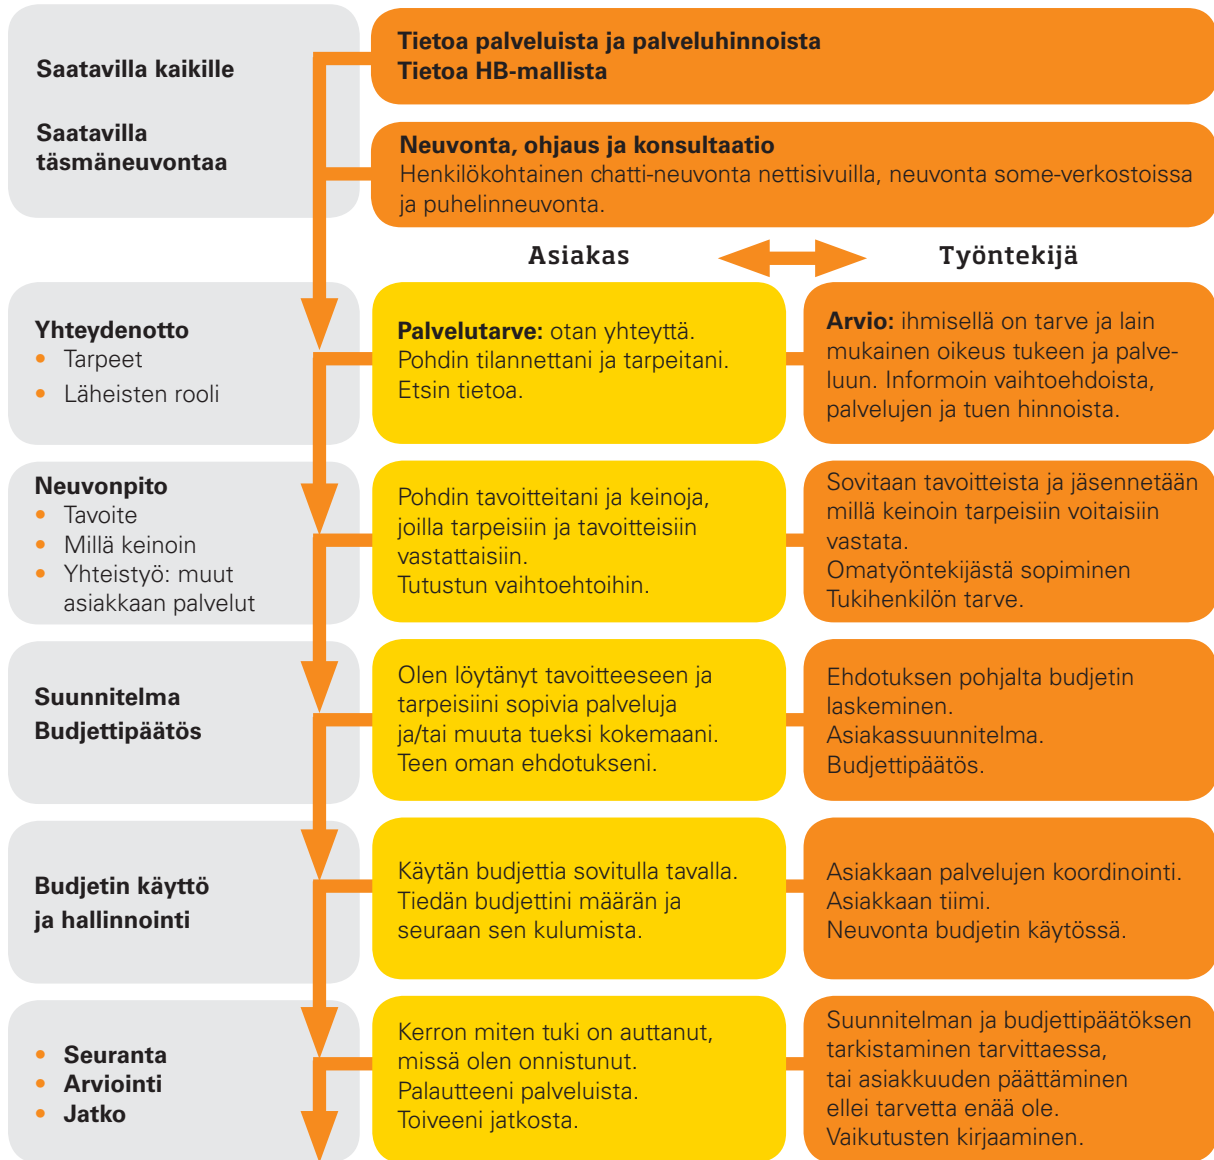 Saatavilla kaikille
Tietoa palveluista ja palveluhinnoista
Tietoa HB-mallista
Saatavilla
täsmäneuvontaa
Neuvonta, ohjaus ja konsultaatio
Henkilökohtainen chatti-neuvonta nettisivuilla, neuvonta some-verkostoissa
ja puhelinneuvonta.
Asiakas
Työntekijä
Yhteydenotto
• Tarpeet
• Läheisten rooli
Palvelutarve: otan yhteyttä.
Pohdin tilannettani ja tarpeitani.
Etsin tietoa.
Arvio: ihmisellä on tarve ja lain
mukainen oikeus tukeen ja palve-
luun. Informoin vaihtoehdoista,
palvelujen ja tuen hinnoista.
Neuvonpito
• Tavoite
• Millä keinoin
• Yhteistyö: muut
asiakkaan palvelut
Pohdin tavoitteitani ja keinoja,
joilla tarpeisiin ja tavoitteisiin
vastattaisiin.
Tutustun vaihtoehtoihin.
Sovitaan tavoitteista ja jäsennetään
millä keinoin tarpeisiin voitaisiin
vastata.
Omatyöntekijästä sopiminen
Tukihenkilön tarve.
Suunnitelma
Budjettipäätös
Olen löytänyt tavoitteeseen ja
tarpeisiini sopivia palveluja
ja/tai muuta tueksi kokemaani.
Teen oman ehdotukseni.
Ehdotuksen pohjalta budjetin
laskeminen.
Asiakassuunnitelma.
Budjettipäätös.
Budjetin käyttö
ja hallinnointi
Käytän budjettia sovitulla tavalla.
Tiedän budjettini määrän ja
seuraan sen kulumista.
Asiakkaan palvelujen koordinointi.
Asiakkaan tiimi.
Neuvonta budjetin käytössä.
• Seuranta
• Arviointi
• Jatko
Kerron miten tuki on auttanut,
missä olen onnistunut.
Palautteeni palveluista.
Toiveeni jatkosta.
Suunnitelman ja budjettipäätöksen
tarkistaminen tarvittaessa,
tai asiakkuuden päättäminen
ellei tarvetta enää ole.
Vaikutusten kirjaaminen.